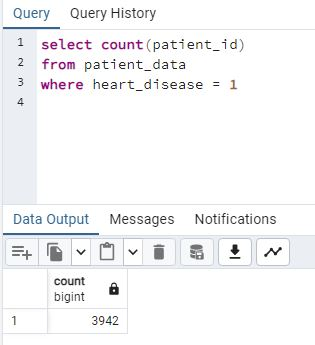 Query Query History
1 select count(patient_id)
2 from patient_data
3 where heart_disease = 1
4
Data Output Messages Notifications
count
bigint
1 3942